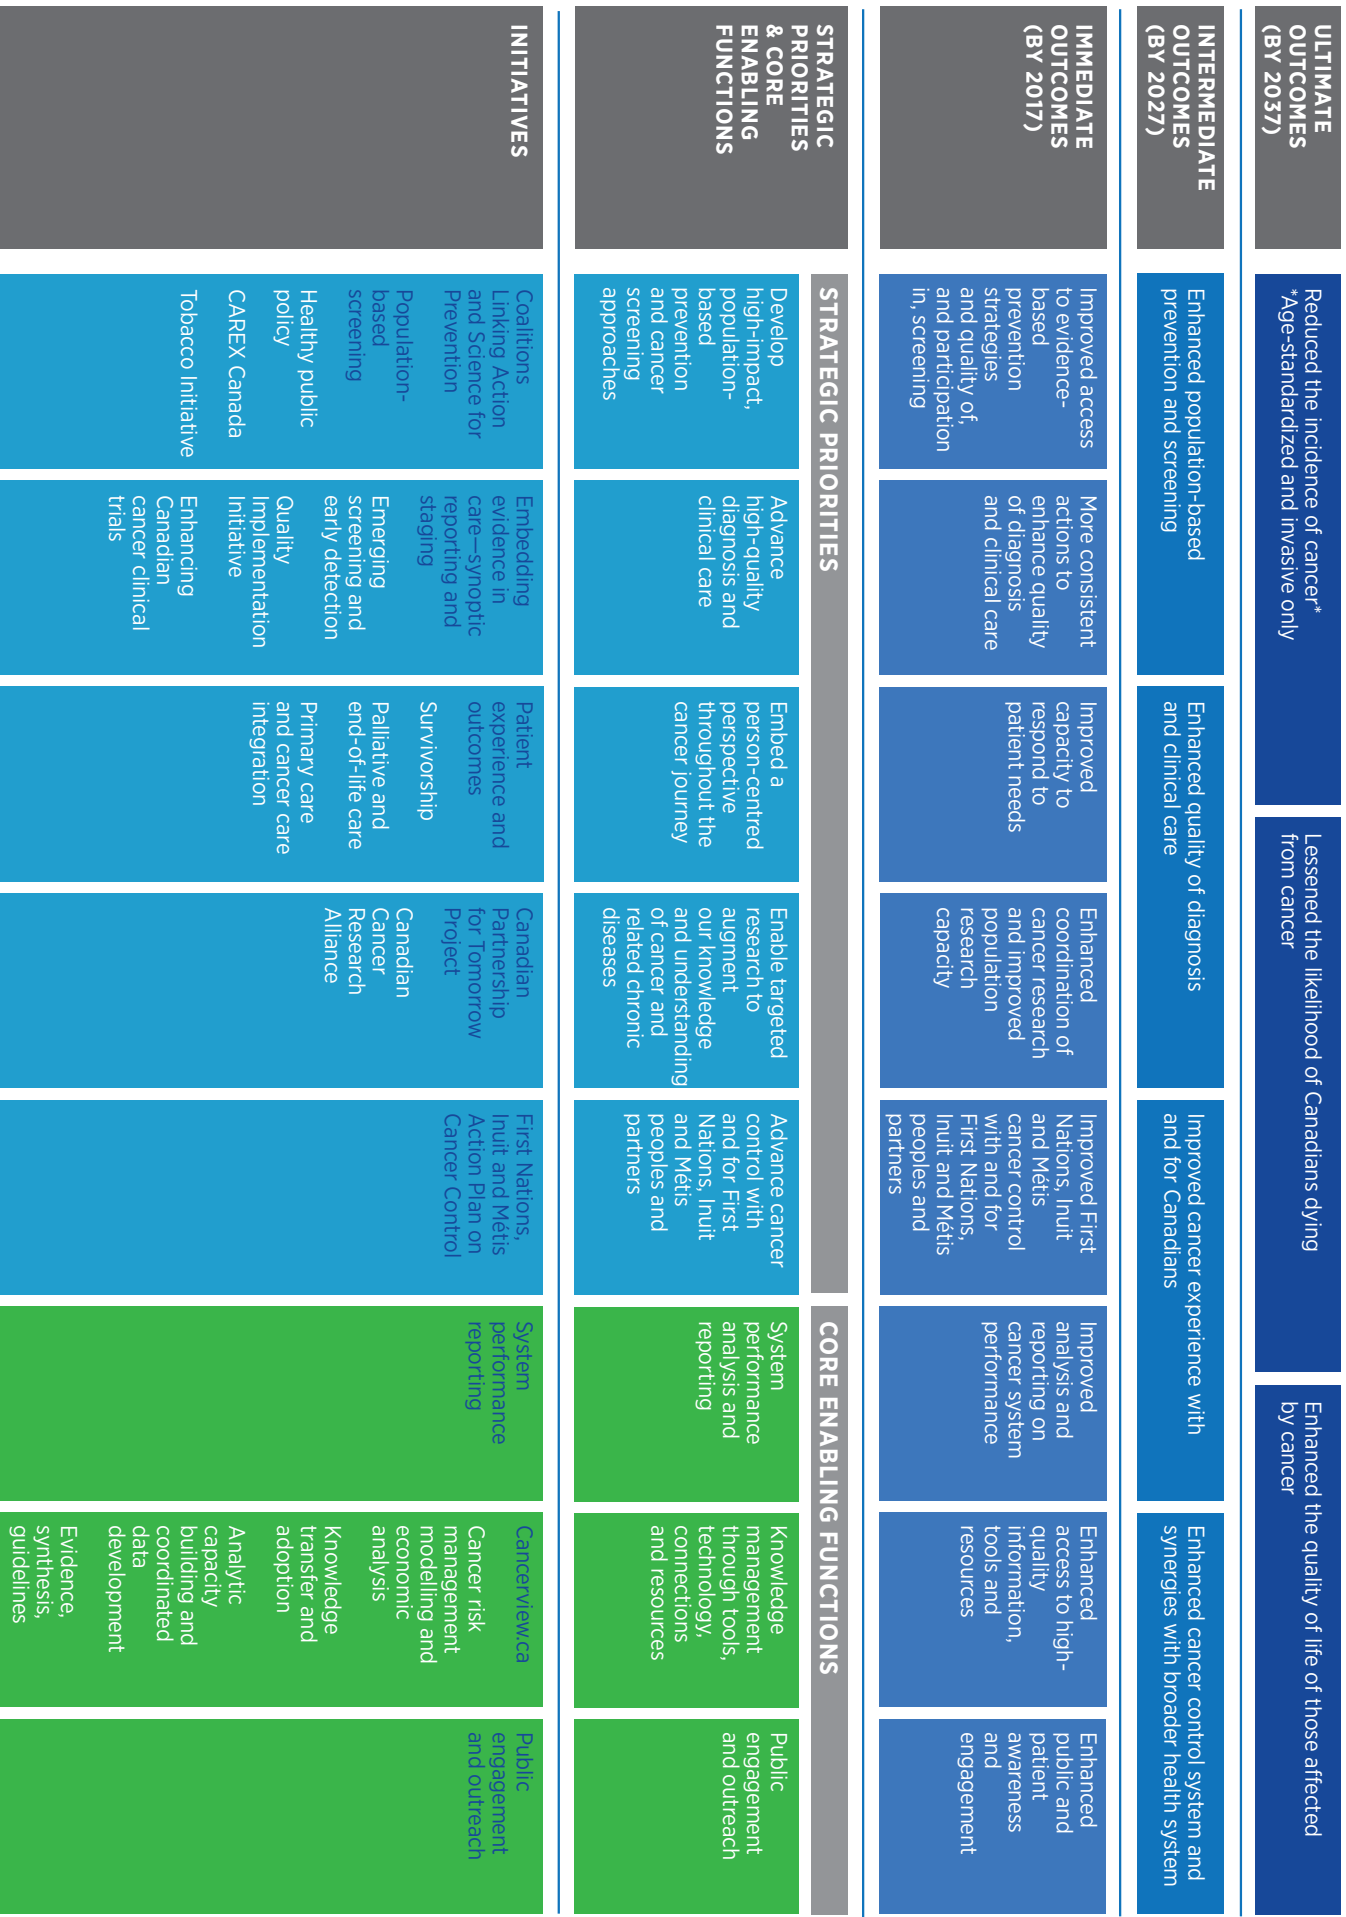 ULTIMATE
OUTCOMES
(BY 2037)
Reduced the incidence of cancer*
*Age-standardized and invasive only
Lessened the likelihood of Canadians dying
from cancer
Enhanced the quality of life of those affected
by cancer
INTERMEDIATE
OUTCOMES
(BY 2027)
Enhanced population-based
prevention and screening
Enhanced quality of diagnosis
and clinical care
Improved cancer experience with
and for Canadians
Enhanced cancer control system and
synergies with broader health system
IMMEDIATE
OUTCOMES
(BY 2017)
Improved access
to evidence-
based
prevention
strategies
and quality of,
and participation
in, screening
More consistent
actions to
enhance quality
of diagnosis
and clinical care
Improved
capacity to
respond to
patient needs
Enhanced
coordination of
cancer research
and improved
population
research
capacity
Improved First
Nations, Inuit
and Métis
cancer control
with and for
First Nations,
Inuit and Métis
peoples and
partners
Improved
analysis and
reporting on
cancer system
performance
Enhanced
access to high-
quality
information,
tools and
resources
Enhanced
public and
patient
awareness
and
engagement
STRATEGIC
PRIORITIES
& CORE
ENABLING
FUNCTIONS
STRATEGIC PRIORITIES
CORE ENABLING FUNCTIONS
Develop
high-impact,
population-
based
prevention
and cancer
screening
approaches
Advance
high-quality
diagnosis and
clinical care
Embed a
person-centred
perspective
throughout the
cancer journey
Enable targeted
research to
augment
our knowledge
and understanding
of cancer and
related chronic
diseases
Advance cancer
control with
and for First
Nations, Inuit
and Métis
peoples and
partners
System
performance
analysis and
reporting
Knowledge
management
through tools,
technology,
connections
and resources
Public
engagement
and outreach
INITIATIVES
Coalitions
Linking Action
and Science for
Prevention
Population-
based
screening
Healthy public
policy
CAREX Canada
Tobacco Initiative
Embedding
evidence in
care—synoptic
reporting and
staging
Emerging
screening and
early detection
Quality
Implementation
Initiative
Enhancing
Canadian
cancer clinical
trials
Patient
experience and
outcomes
Survivorship
Palliative and
end-of-life care
Primary care
and cancer care
integration
Canadian
Partnership
for Tomorrow
Project
Canadian
Cancer
Research
Alliance
First Nations,
Inuit and Métis
Action Plan on
Cancer Control
System
performance
reporting
Cancerview.ca
Cancer risk
management
modelling and
economic
analysis
Knowledge
transfer and
adoption
Analytic
capacity
building and
coordinated
data
development
Evidence,
synthesis,
guidelines
Public
engagement
and outreach